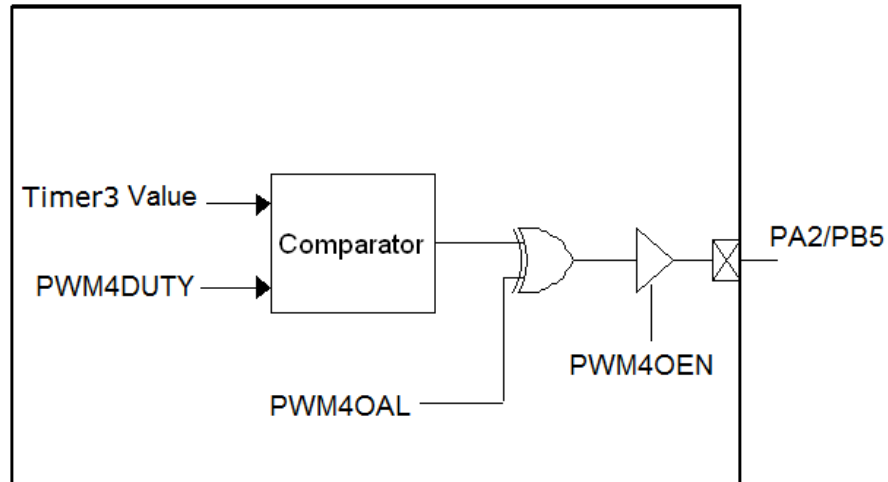 Timer3 Value
Comparator
PA2/PB5
PWM4DUTY
PWM4OEN
PWM4OAL